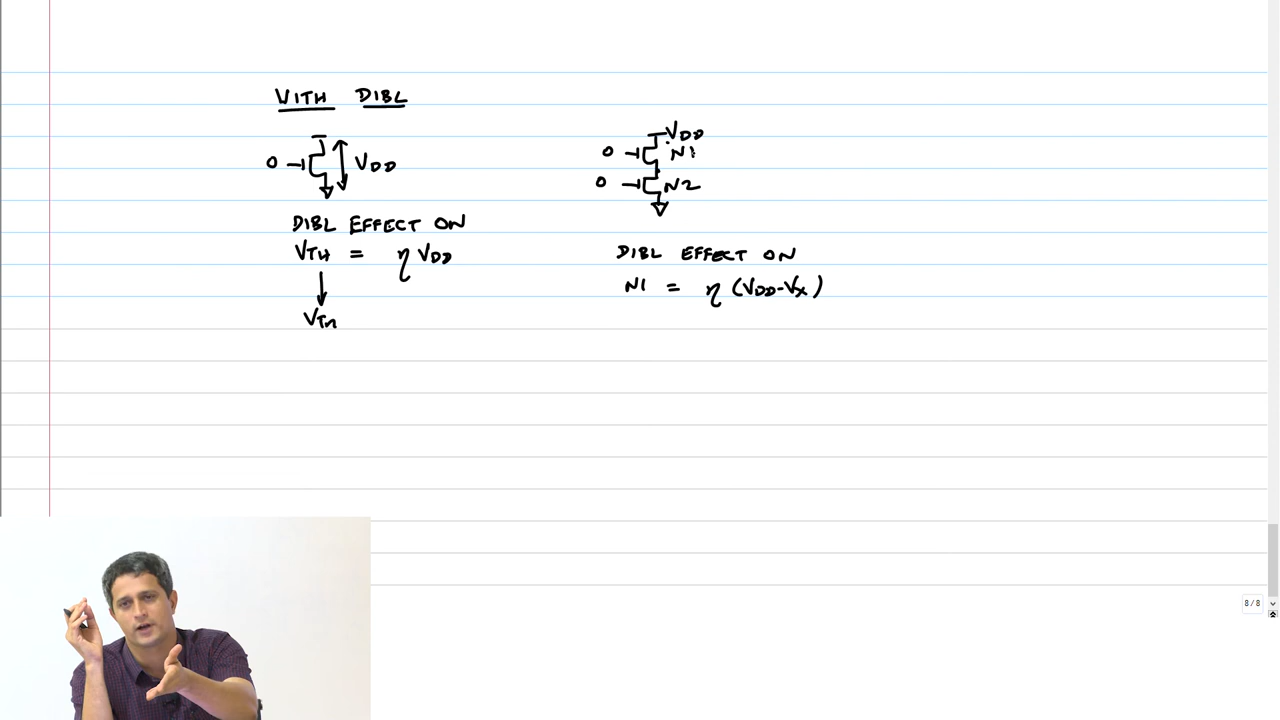 WITH DIBL
0
VDD
DIBL EFFECT ON
VTH = η VDD
VTn
VDD
0 N1
0 N2
DIBL EFFECT ON
N1 = η (VDD-VX)
8/8